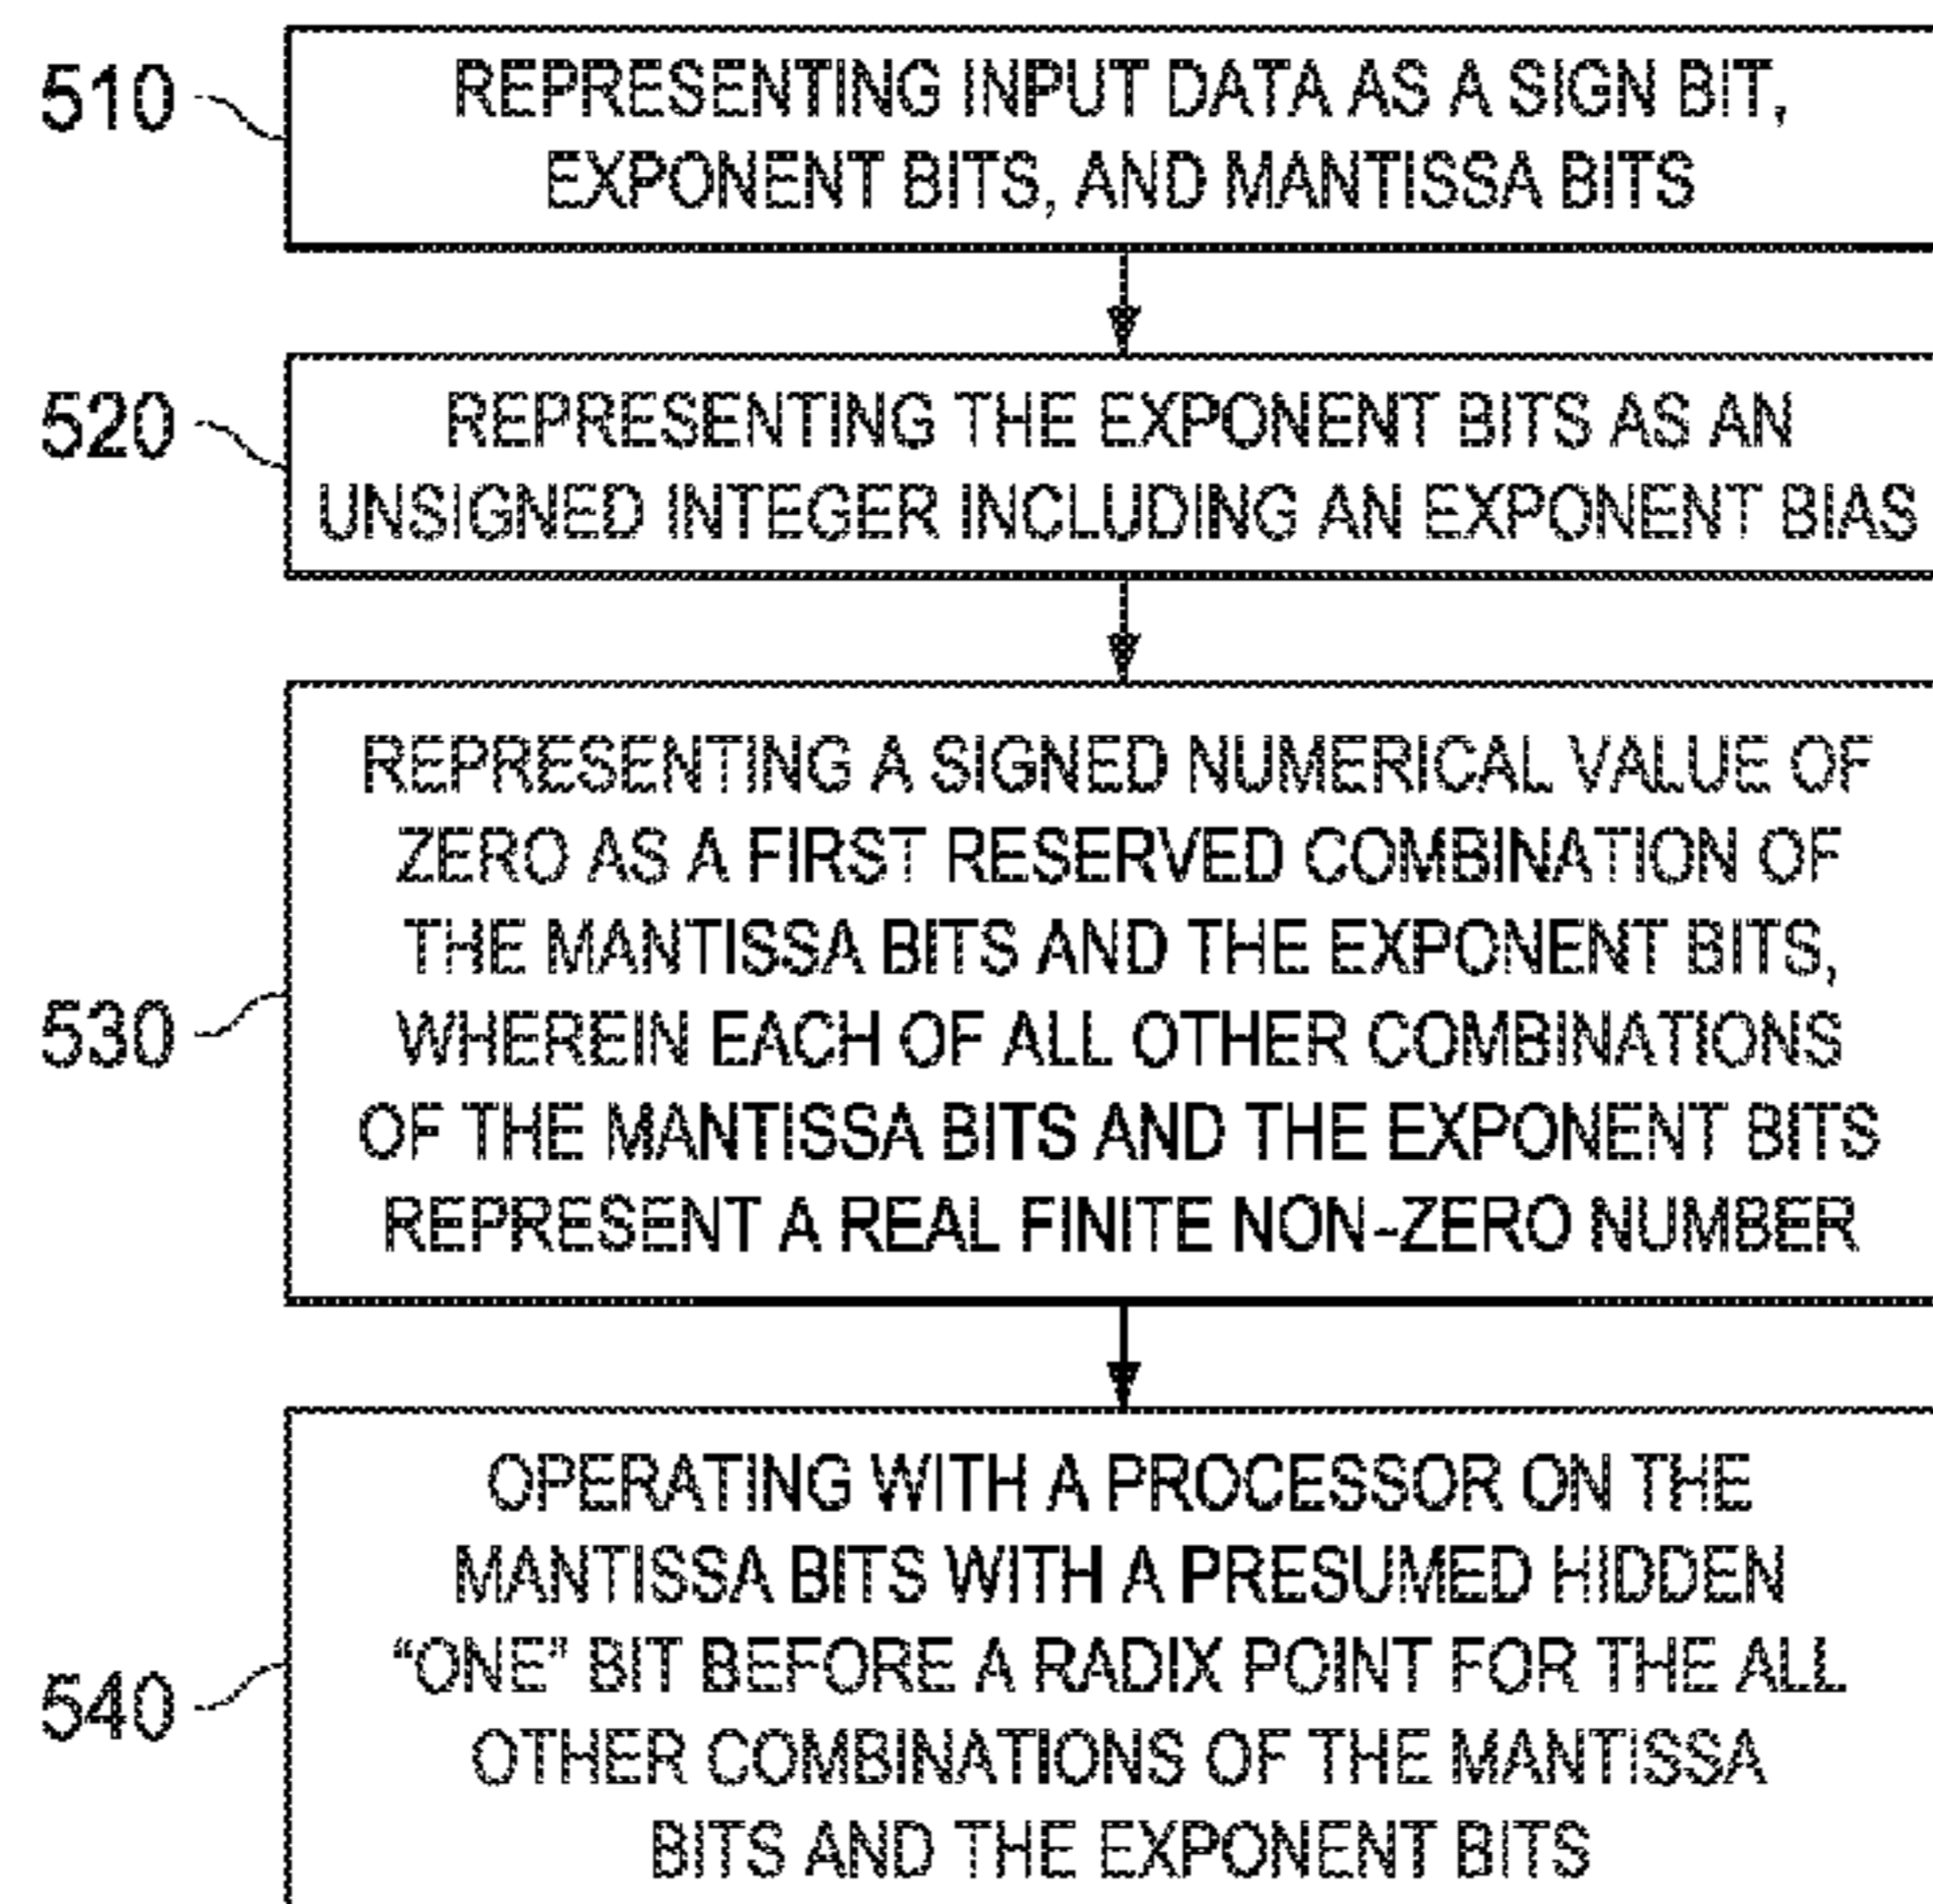 510
REPRESENTING INPUT DATA AS A SIGN BIT,
EXPONENT BITS, AND MANTISSA BITS
520
REPRESENTING THE EXPONENT BITS AS AN
UNSIGNED INTEGER INCLUDING AN EXPONENT BIAS
530
REPRESENTING A SIGNED NUMERICAL VALUE OF
ZERO AS A FIRST RESERVED COMBINATION OF
THE MANTISSA BITS AND THE EXPONENT BITS,
WHEREIN EACH OF ALL OTHER COMBINATIONS
OF THE MANTISSA BITS AND THE EXPONENT BITS
REPRESENT A REAL FINITE NON-ZERO NUMBER
540
OPERATING WITH A PROCESSOR ON THE
MANTISSA BITS WITH A PRESUMED HIDDEN
“ONE” BIT BEFORE A RADIX POINT FOR THE ALL
OTHER COMBINATIONS OF THE MANTISSA
BITS AND THE EXPONENT BITS